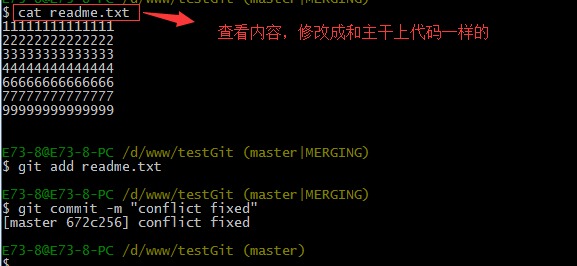 $ cat readme.txt
查看内容，修改成和主干上代码一样的
11111111111111
22222222222222
33333333333333
44444444444444
66666666666666
77777777777777
99999999999999
E73-8@E73-8-PC /d/www/testGit (master|MERGING)
$ git add readme.txt
E73-8@E73-8-PC /d/www/testGit (master|MERGING)
$ git commit -m "conflict fixed"
[master 672c256] conflict fixed
E73-8@E73-8-PC /d/www/testGit (master)
$